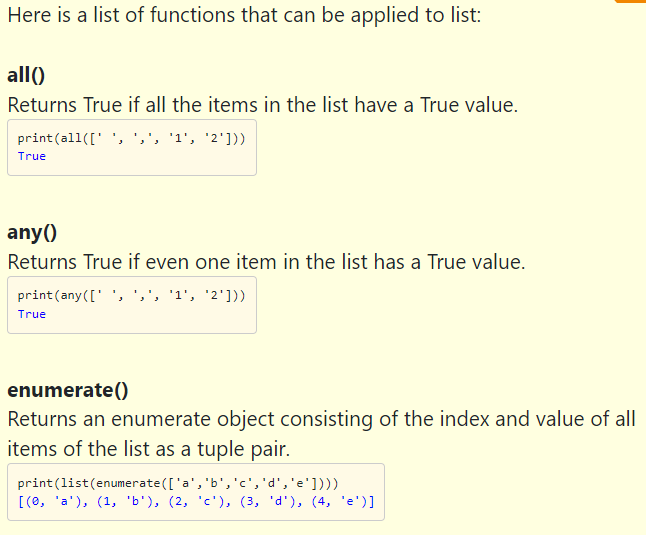 Here is a list of functions that can be applied to list:
all()
Returns True if all the items in the list have a True value.
print(all([' ', ',', '1', '2']))
True
any()
Returns True if even one item in the list has a True value.
print(any([' ', ',', '1', '2']))
True
enumerate()
Returns an enumerate object consisting of the index and value of all
items of the list as a tuple pair.
print(list(enumerate(['a','b','c','d','e'])))
[(0, 'a'), (1, 'b'), (2, 'c'), (3, 'd'), (4, 'e')]